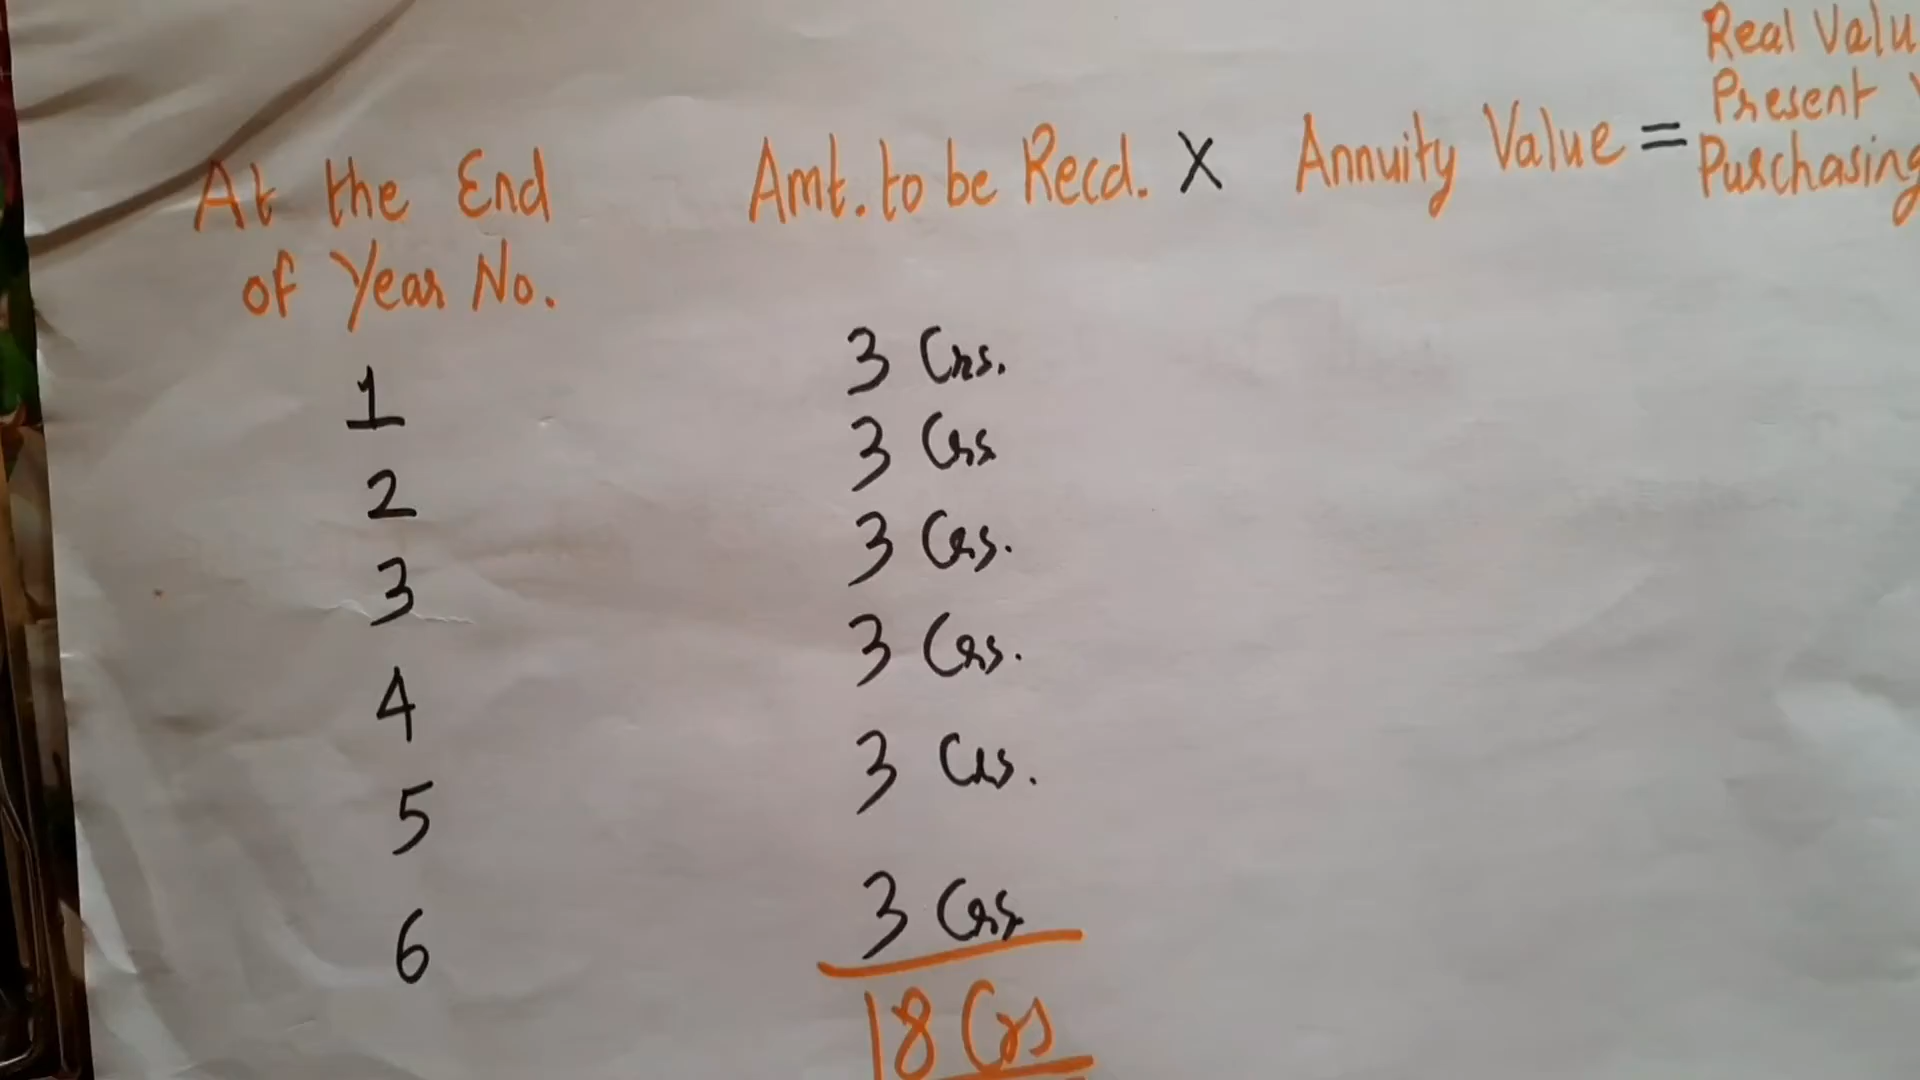 At the End
of Year No.
Amt. to be Recd. X Annuity Value =
Real Valu
Present
Purchasing
1 3 Crs.
2 3 Crs
3 3 Crs.
4 3 Crs.
5 3 Crs.
6 3 Crs.
18 Crs